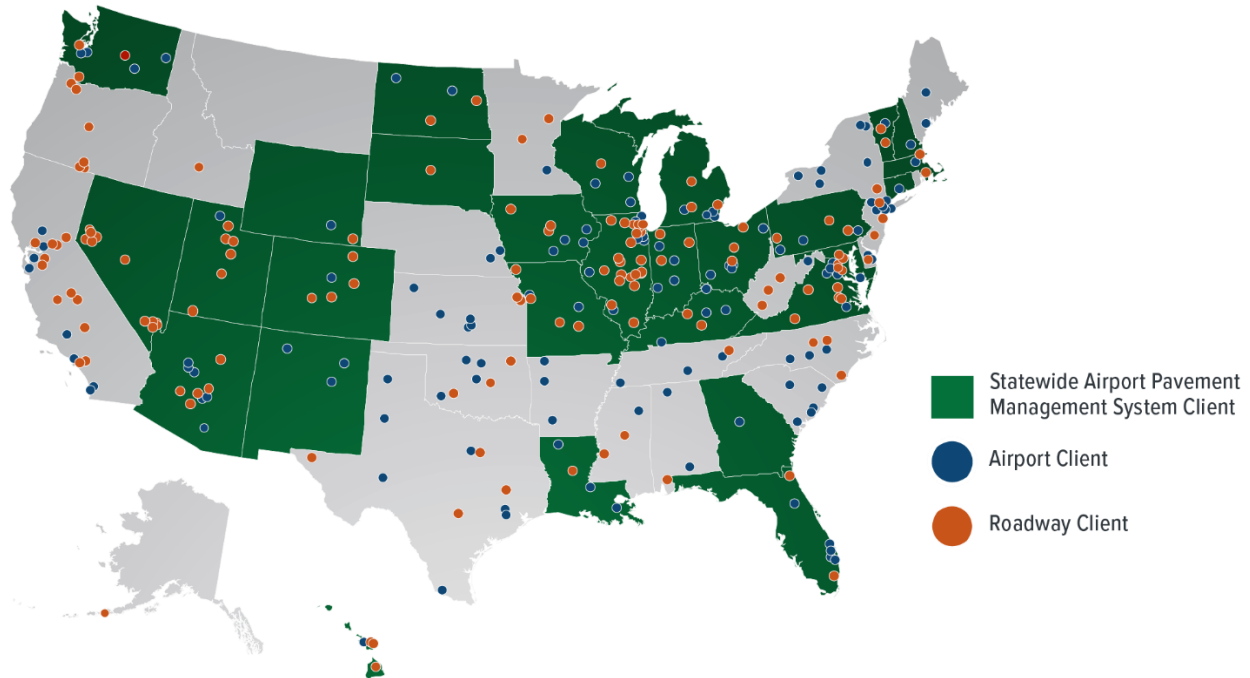 Statewide Airport Pavement
Management System Client
Airport Client
Roadway Client